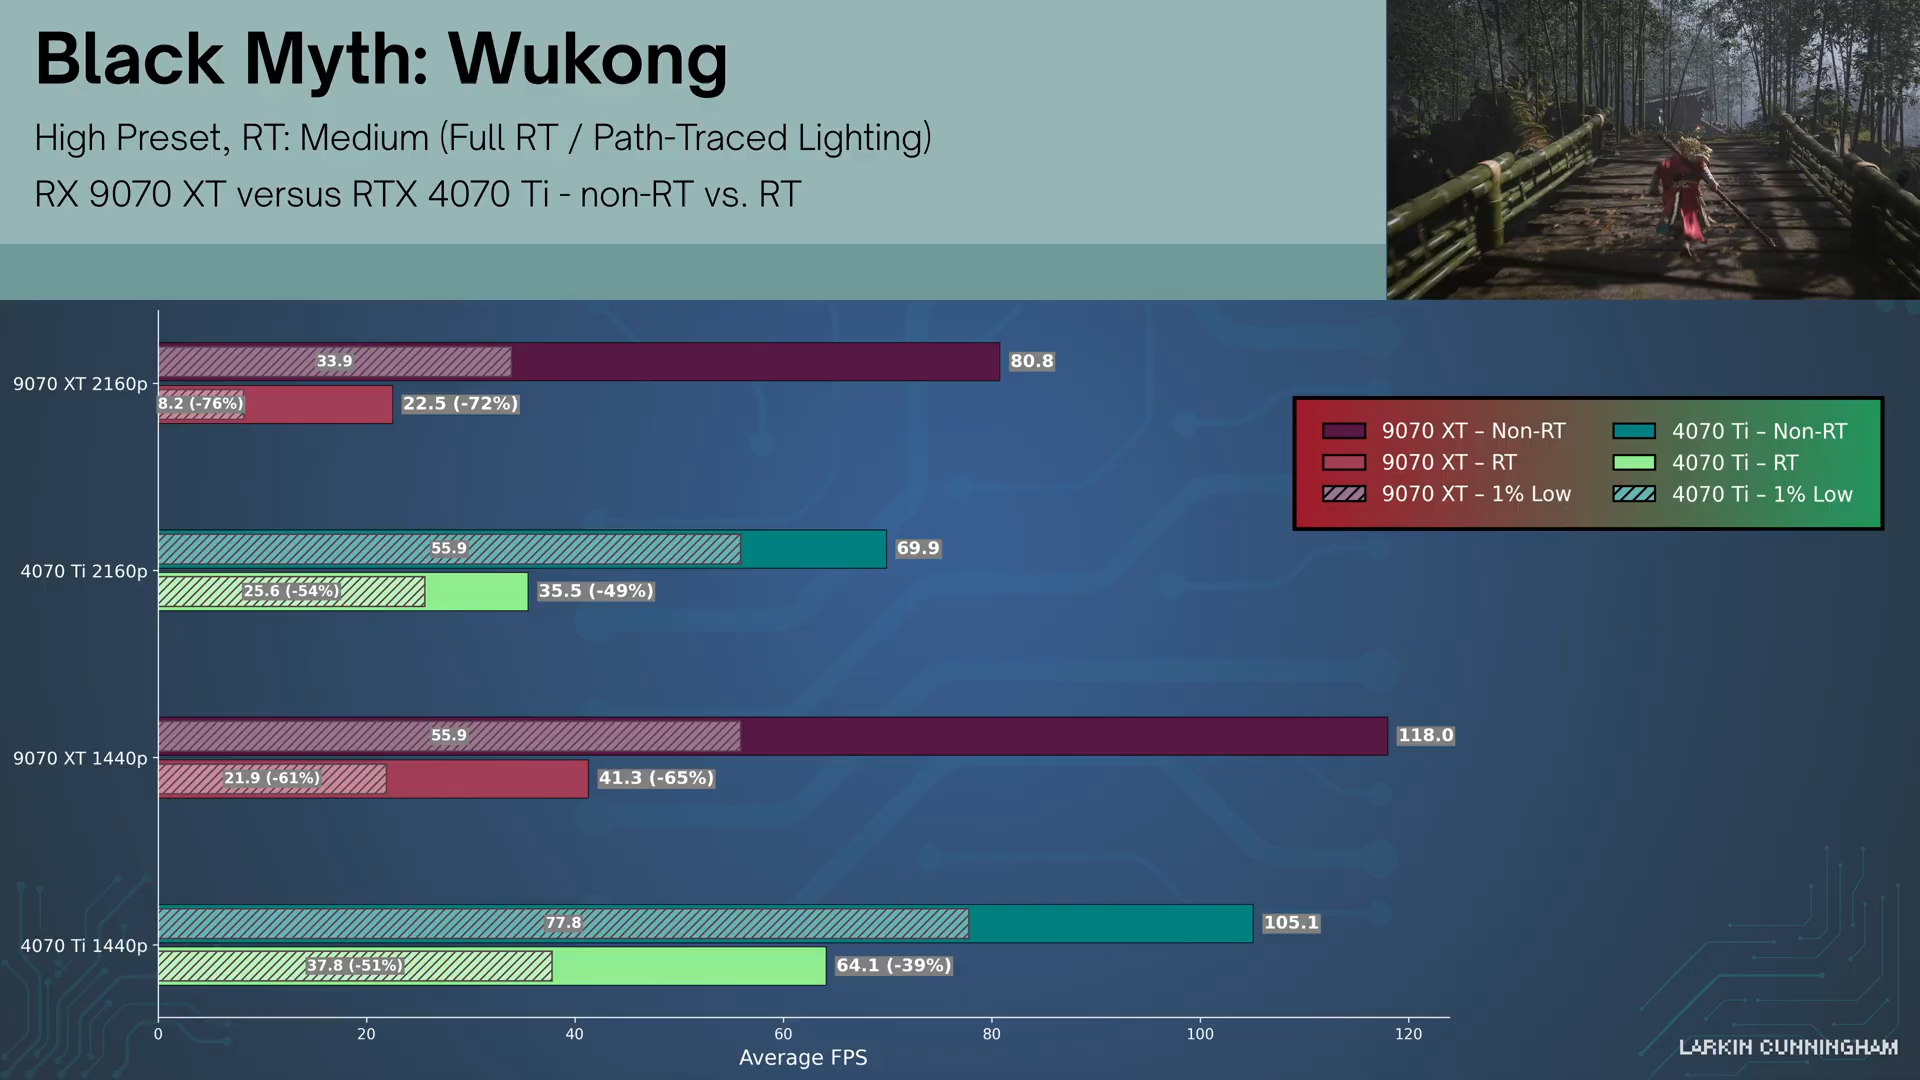 Black Myth: Wukong
High Preset, RT: Medium (Full RT / Path-Traced Lighting)
RX 9070 XT versus RTX 4070 Ti - non-RT vs. RT
9070 XT 2160p
33.9
80.8
8.2 (-76%)
22.5 (-72%)
9070 XT – Non-RT
9070 XT – RT
9070 XT – 1% Low
4070 Ti – Non-RT
4070 Ti – RT
4070 Ti – 1% Low
4070 Ti 2160p
55.9
69.9
25.6 (-54%)
35.5 (-49%)
9070 XT 1440p
55.9
118.0
21.9 (-61%)
41.3 (-65%)
4070 Ti 1440p
77.8
105.1
37.8 (-51%)
64.1 (-39%)
0 20 40 60 80 100 120
Average FPS
LARKIN CUNNINGHAM